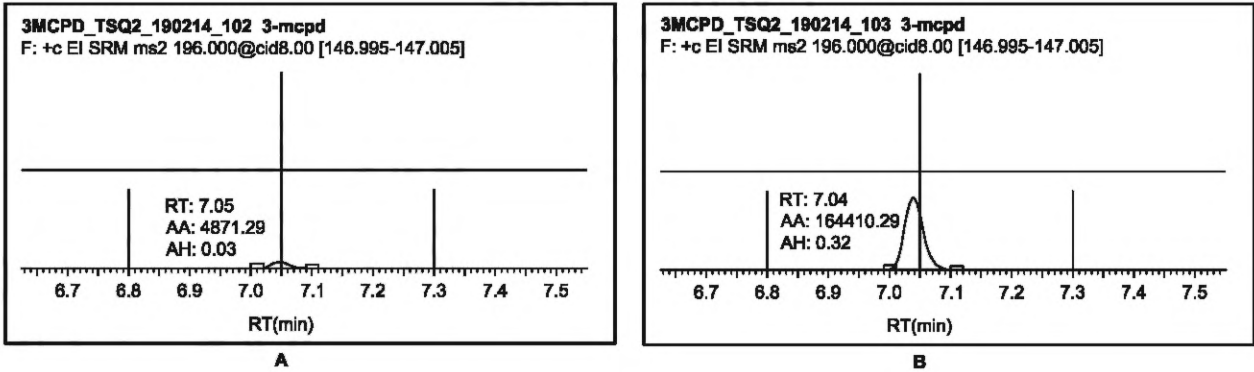 3MCPD_TSQ2_190214_102 3-mcpd
F: +c EI SRM ms2 196.000@cid8.00 [146.995-147.005]
RT: 7.05
AA: 4871.29
AH: 0.03
6.7 6.8 6.9 7.0 7.1 7.2 7.3 7.4 7.5
RT(min)
A
3MCPD_TSQ2_190214_103 3-mcpd
F: +c EI SRM ms2 196.000@cid8.00 [146.995-147.005]
RT: 7.04
AA: 164410.29
AH: 0.32
6.7 6.8 6.9 7.0 7.1 7.2 7.3 7.4 7.5
RT(min)
B